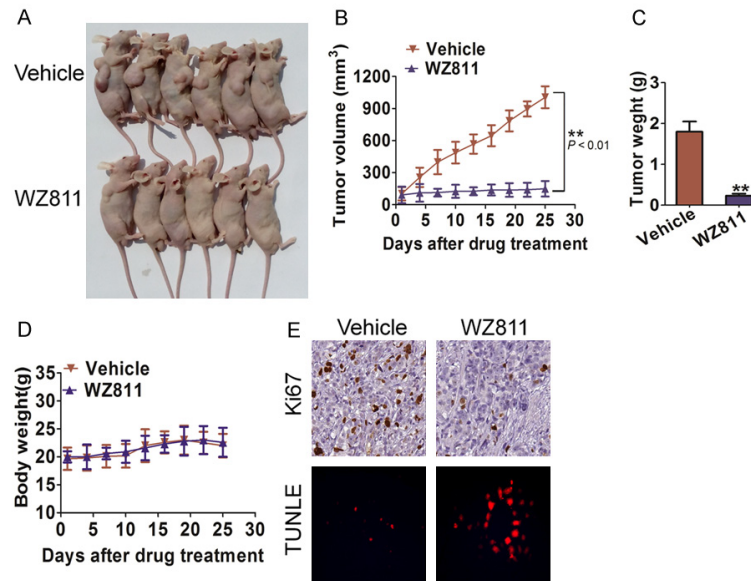 A
Vehicle
WZ811
B
Vehicle
WZ811
Tumor volume (mm3)
1200
900
600
300
0
0 5 10 15 20 25 30
Days after drug treatment
**
P < 0.01
C
Tumor weght (g)
3
2
1
0
**
Vehicle
WZ811
D
Vehicle
WZ811
Body weight(g)
35
30
25
20
15
10
0 5 10 15 20 25 30
Days after drug treatment
E
Vehicle WZ811
Ki67
TUNLE